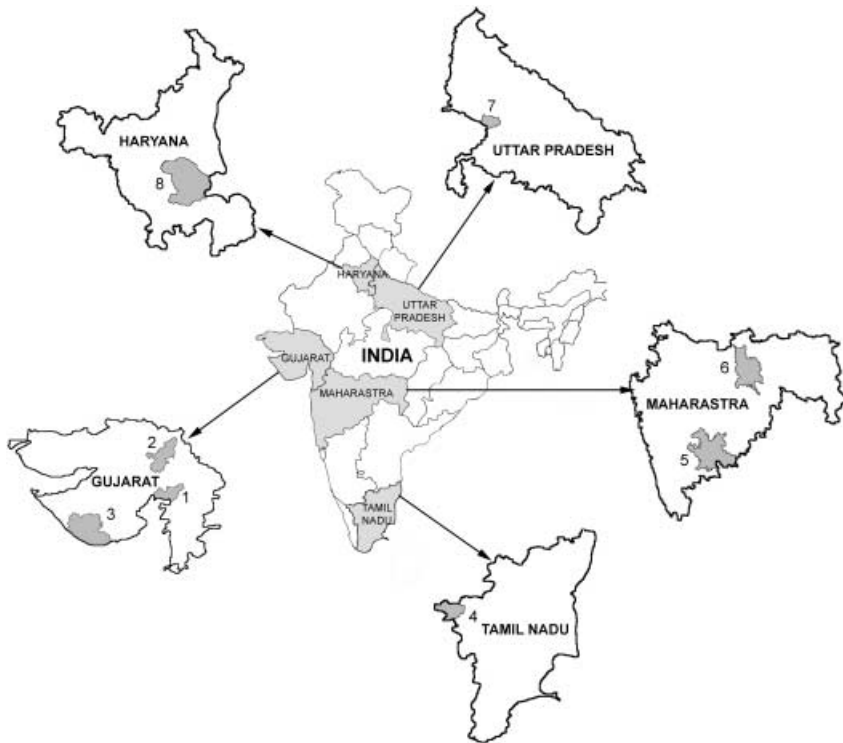 HARYANA
8
7
UTTAR PRADESH
HARYANA
UTTAR
PRADESH
GUJARAT
INDIA
MAHARASTRA
6
MAHARASTRA
5
2
GUJARAT
1
3
TAMIL
NADU
4
TAMIL NADU